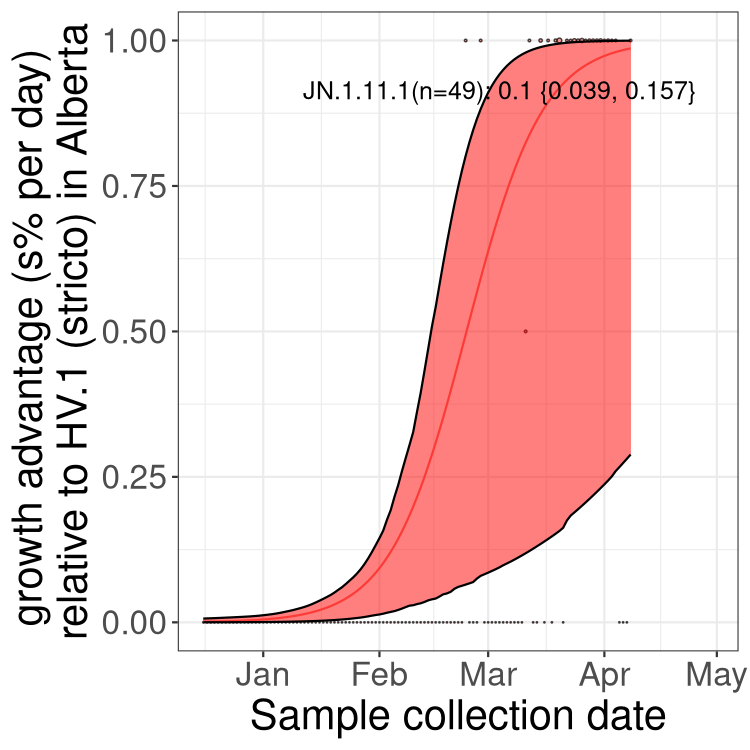 growth advantage (s% per day)
relative to HV.1 (stricto) in Alberta
1.00
0.75
0.50
0.25
0.00
JN.1.11.1(n=49): 0.1 {0.039, 0.157}
Jan Feb Mar Apr May
Sample collection date